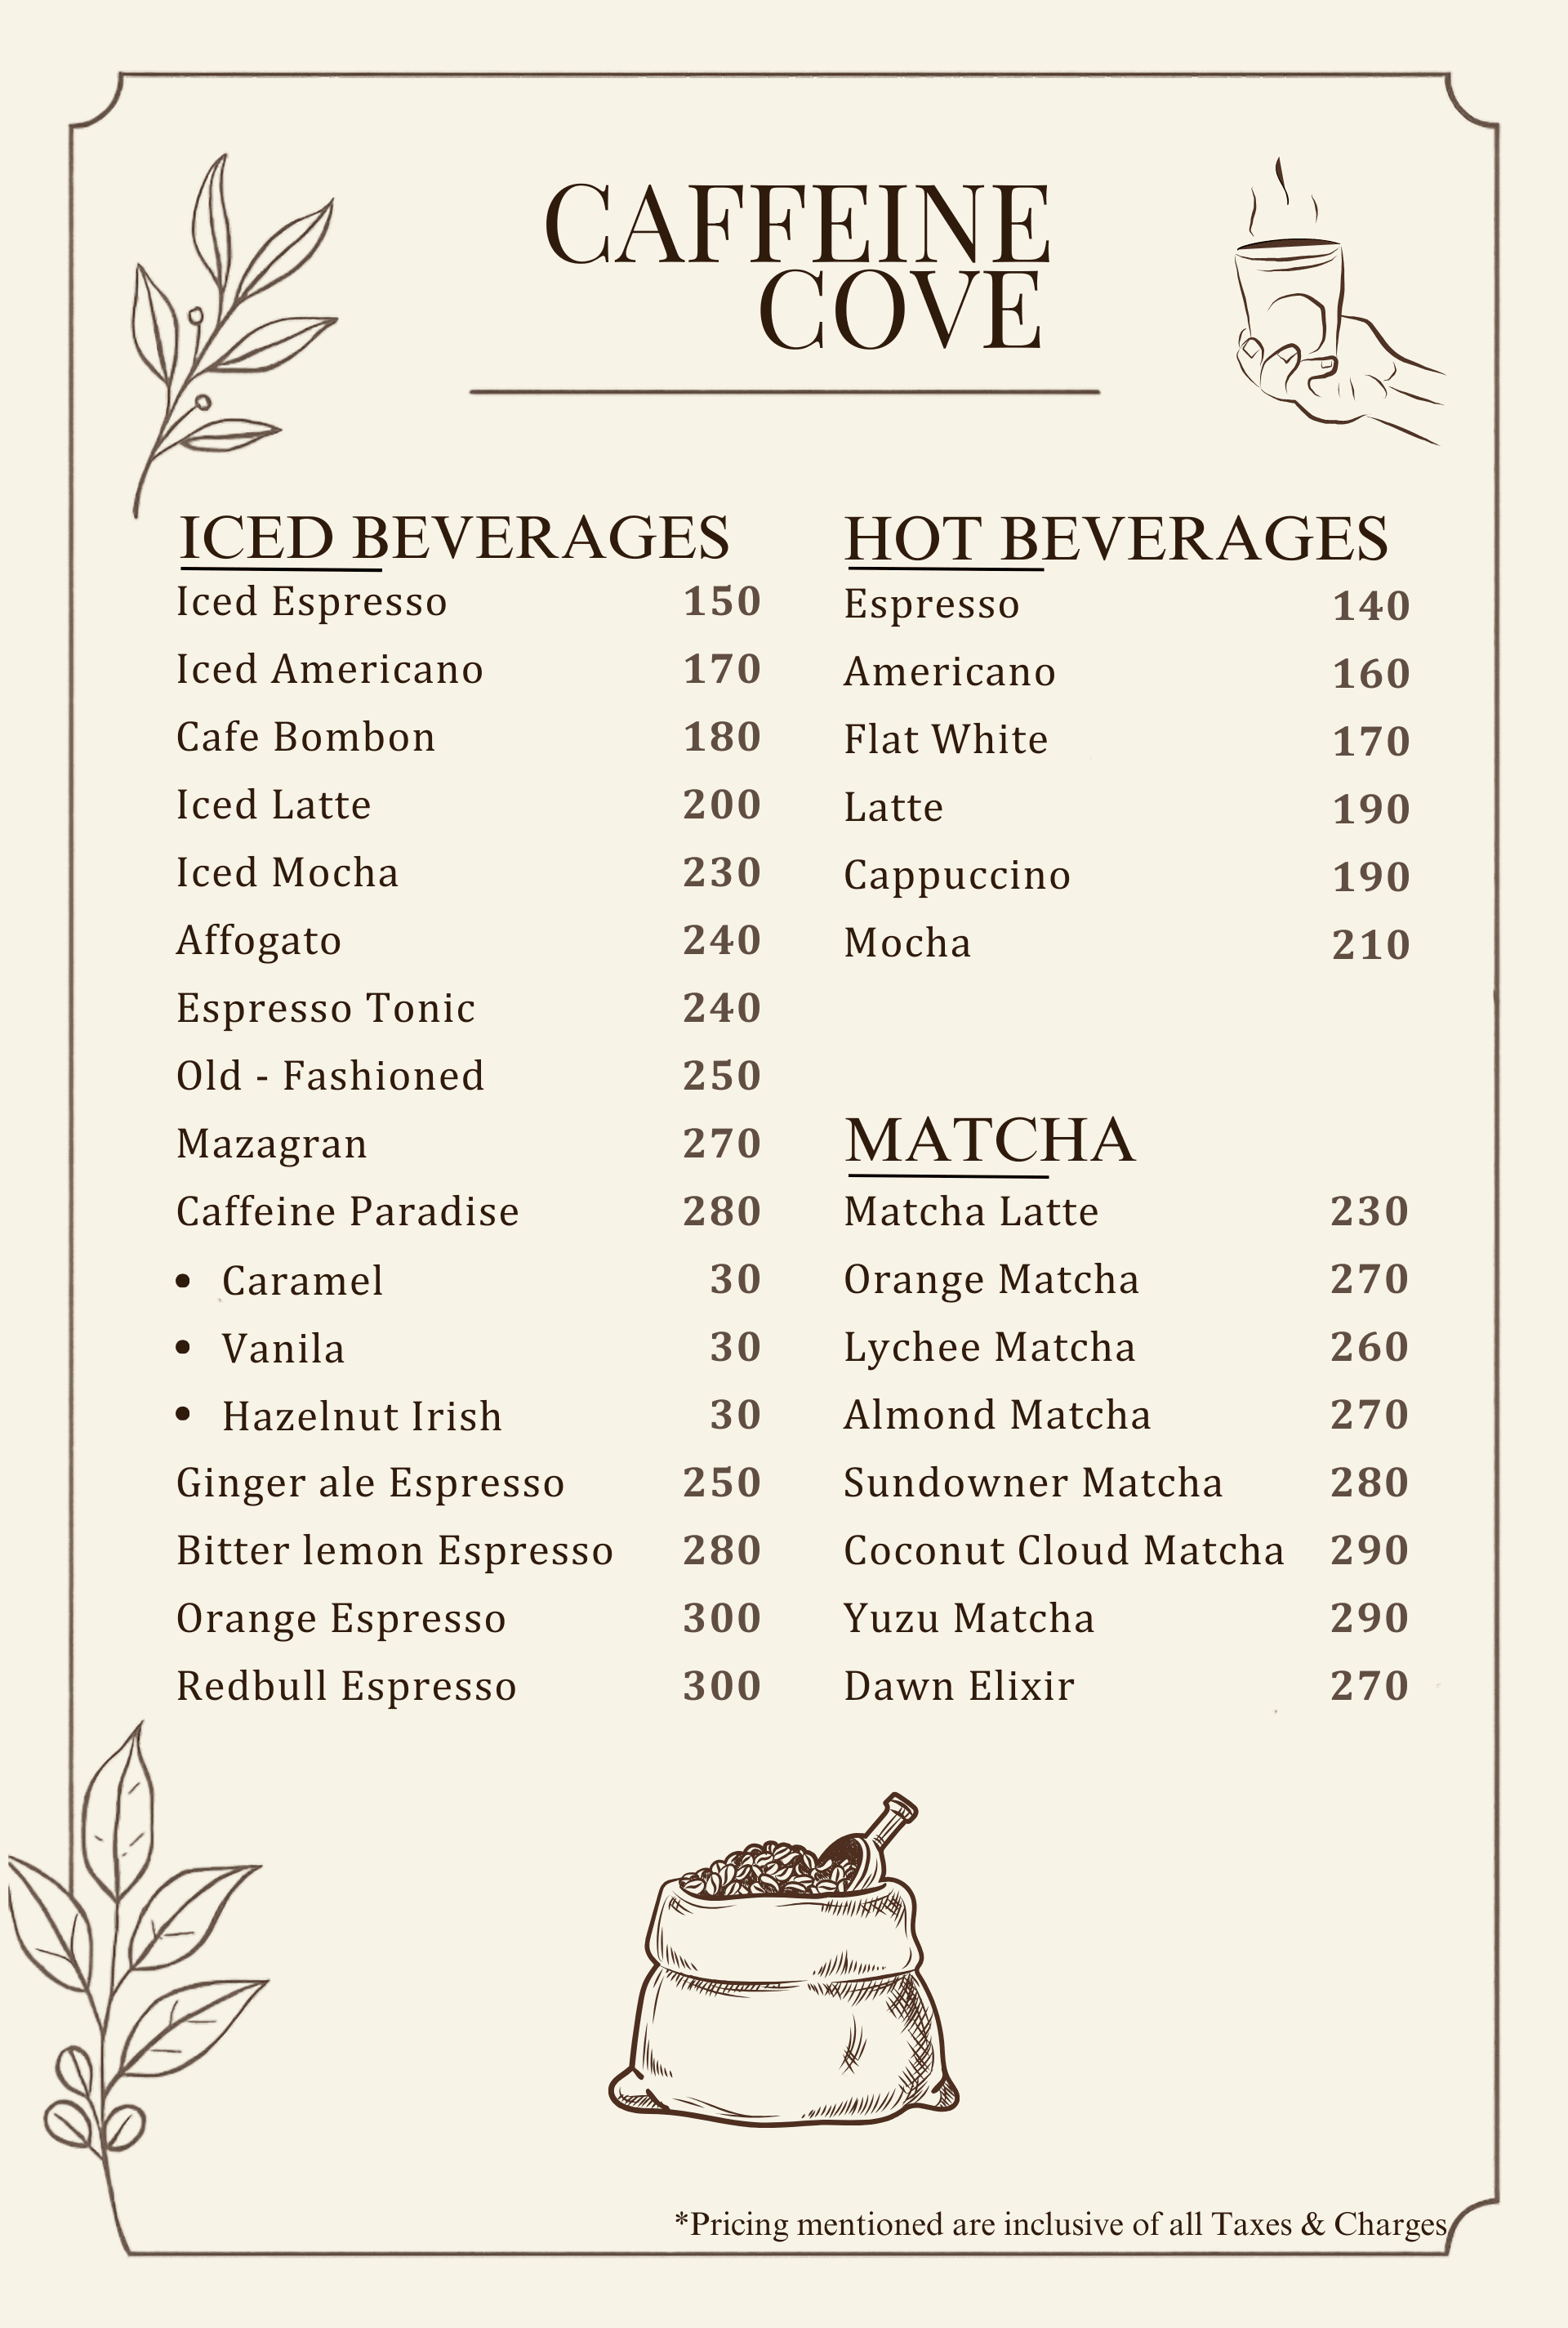 CAFFEINE
COVE
ICED BEVERAGES
Iced Espresso 150
Iced Americano 170
Cafe Bombon 180
Iced Latte 200
Iced Mocha 230
Affogato 240
Espresso Tonic 240
Old - Fashioned 250
Mazagran 270
Caffeine Paradise 280
• Caramel 30
• Vanila 30
• Hazelnut Irish 30
Ginger ale Espresso 250
Bitter lemon Espresso 280
Orange Espresso 300
Redbull Espresso 300
HOT BEVERAGES
Espresso 140
Americano 160
Flat White 170
Latte 190
Cappuccino 190
Mocha 210
MATCHA
Matcha Latte 230
Orange Matcha 270
Lychee Matcha 260
Almond Matcha 270
Sundowner Matcha 280
Coconut Cloud Matcha 290
Yuzu Matcha 290
Dawn Elixir 270
*Pricing mentioned are inclusive of all Taxes & Charges